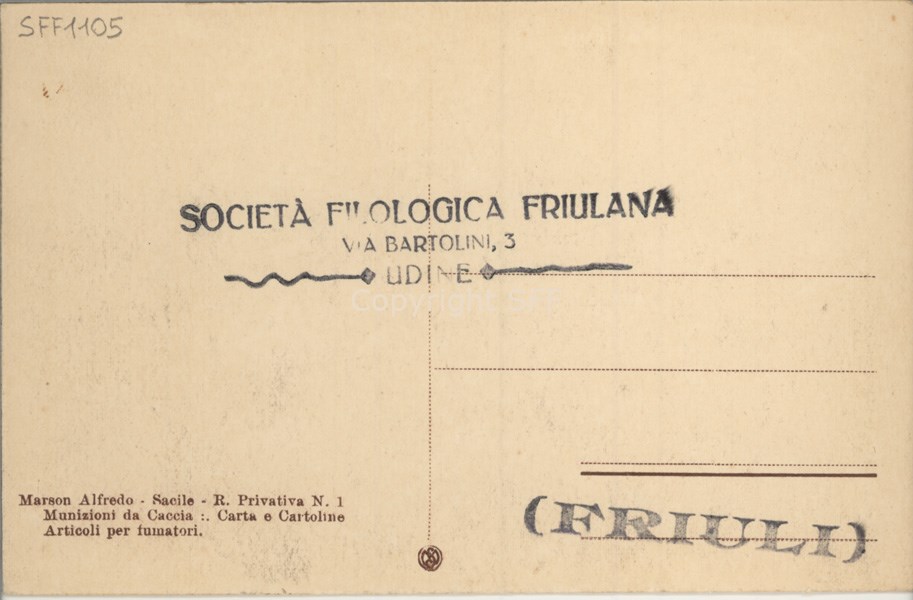 SFF1105
SOCIETÀ FILOLOGICA FRIULANA
VIA BARTOLINI, 3
UDINE
Copyright SFF
Marson Alfredo - Sacile - R. Privativa N. 1
Munizioni da Caccia :. Carta e Cartoline
Articoli per fumatori.
(FRIULI)